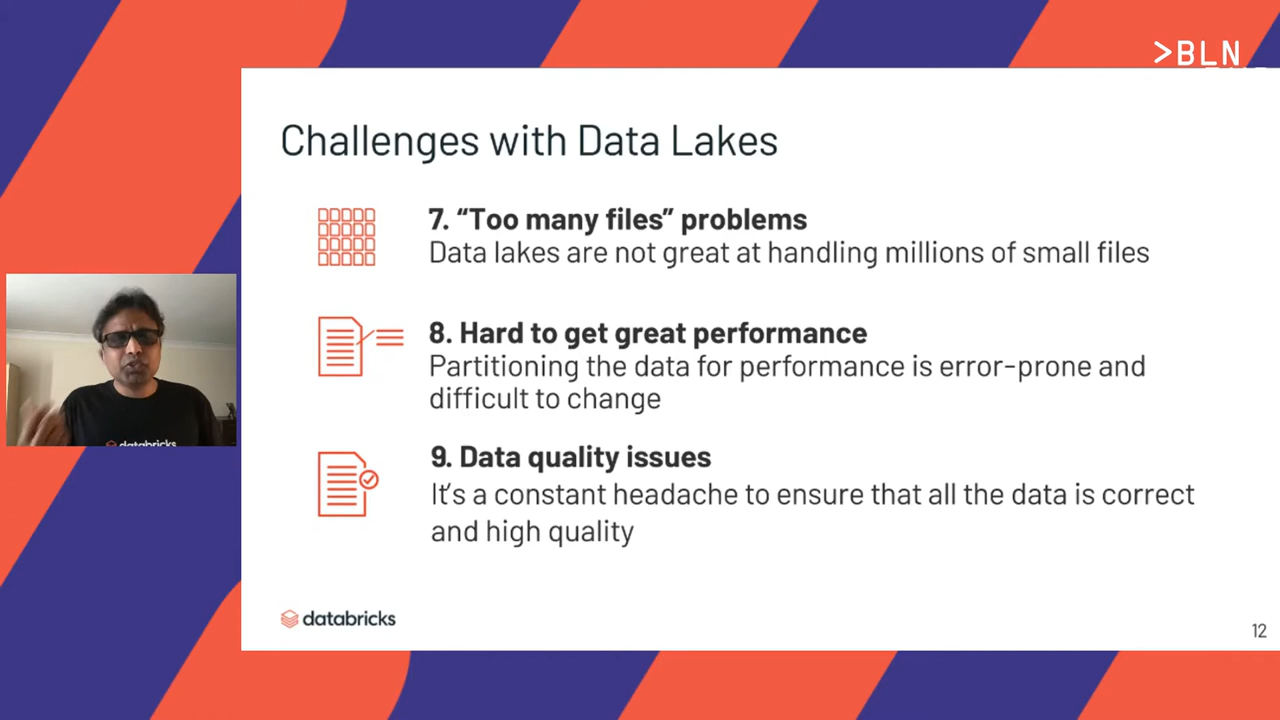 >BLN
Challenges with Data Lakes
7. “Too many files” problems
Data lakes are not great at handling millions of small files
8. Hard to get great performance
Partitioning the data for performance is error-prone and
difficult to change
9. Data quality issues
It's a constant headache to ensure that all the data is correct
and high quality
databricks
databricks
12